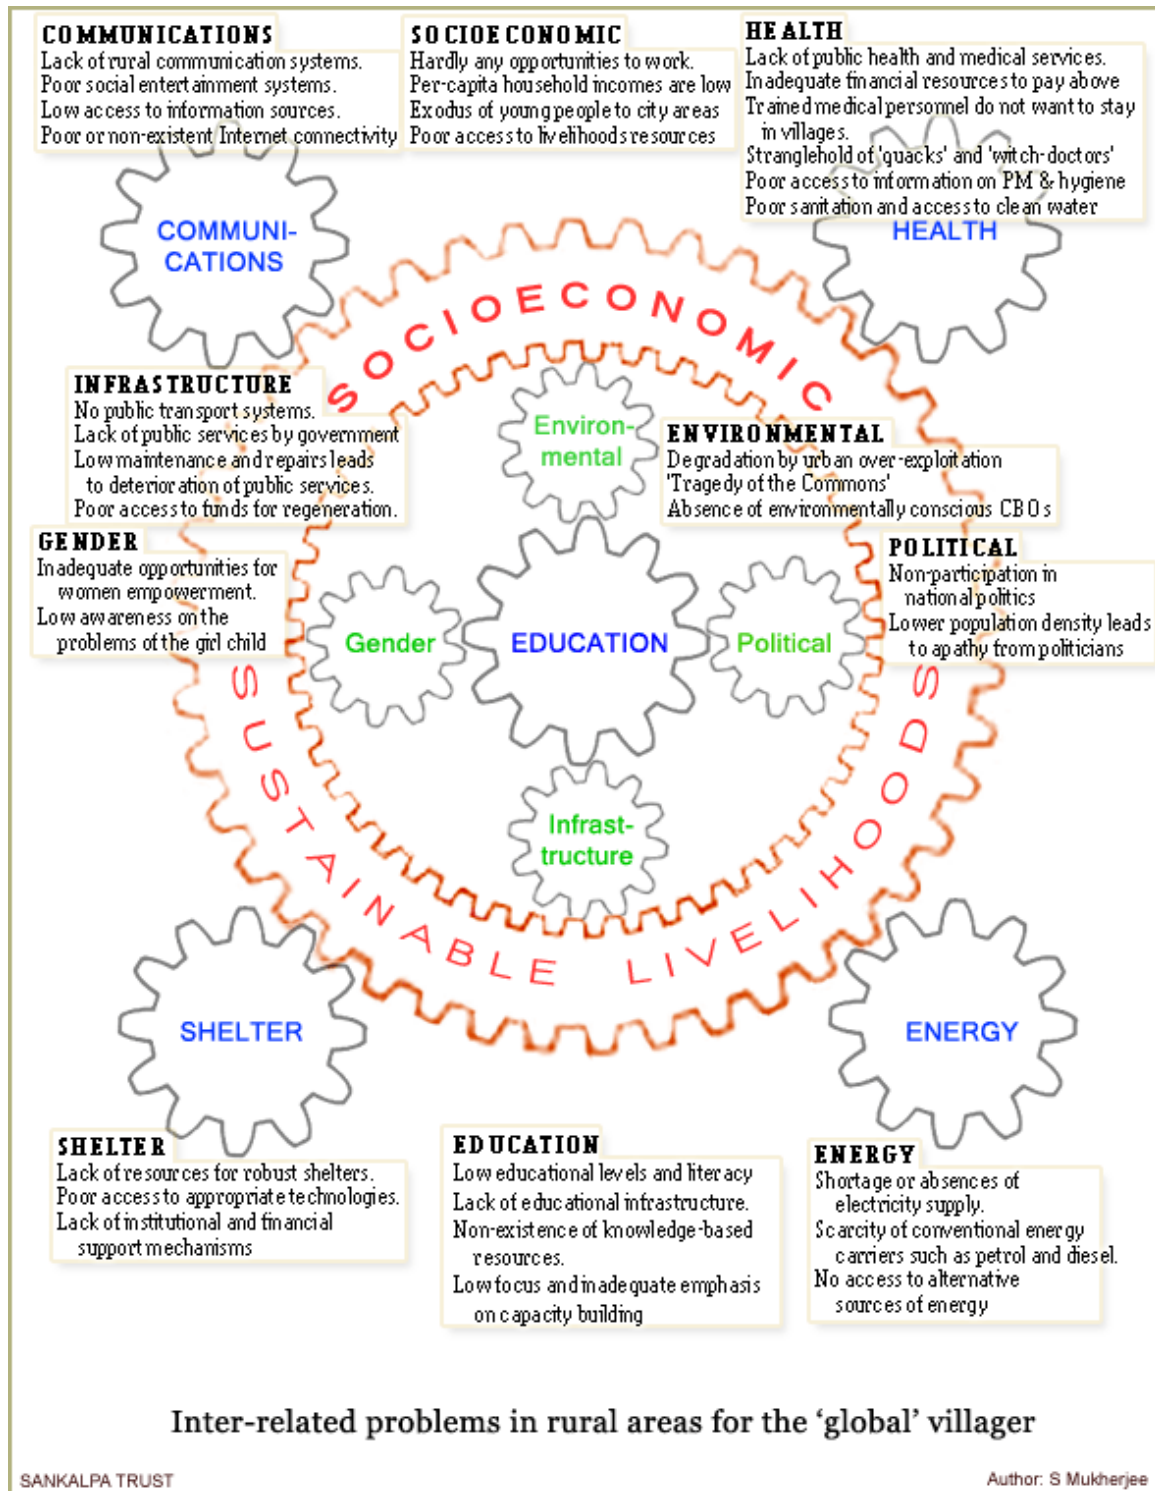 COMMUNICATIONS
Lack of rural communication systems.
Poor social entertainment systems.
Low access to information sources.
Poor or non-existent Internet connectivity
SOCIOECONOMIC
Hardly any opportunities to work.
Per-capita household incomes are low
Exodus of young people to city areas
Poor access to livelihoods resources
HEALTH
Lack of public health and medical services.
Inadequate financial resources to pay above
Trained medical personnel do not want to stay
in villages.
Stranglehold of 'quacks' and 'witch-doctors'
Poor access to information on PM & hygiene
Poor sanitation and access to clean water
COMMUNI-
CATIONS
HEALTH
SOCIOECONOMIC
INFRASTRUCTURE
No public transport systems.
Lack of public services by government
Low maintenance and repairs leads
to deterioration of public services.
Poor access to funds for regeneration.
Environ-
mental
ENVIRONMENTAL
Degradation by urban over-exploitation
'Tragedy of the Commons'
Absence of environmentally conscious CBOs
GENDER
Inadequate opportunities for
women empowerment.
Low awareness on the
problems of the girl child
POLITICAL
Non-participation in
national politics
Lower population density leads
to apathy from politicians
Gender
EDUCATION
Political
Infrast-
tructure
SUSTAINABLE LIVELIHOODS
SHELTER
ENERGY
SHELTER
Lack of resources for robust shelters.
Poor access to appropriate technologies.
Lack of institutional and financial
support mechanisms
EDUCATION
Low educational levels and literacy
Lack of educational infrastructure.
Non-existence of knowledge-based
resources.
Low focus and inadequate emphasis
on capacity building
ENERGY
Shortage or absences of
electricity supply.
Scarcity of conventional energy
carriers such as petrol and diesel.
No access to alternative
sources of energy
Inter-related problems in rural areas for the ‘global’ villager
SANKALPA TRUST
Author: S Mukherjee